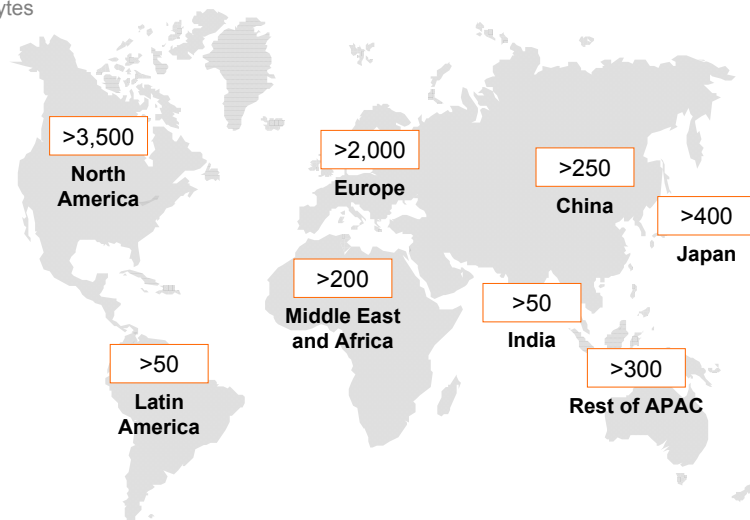 >3,500
North
America
>2,000
Europe
>250
China
>400
Japan
>200
Middle East
and Africa
>50
India
>300
Rest of APAC
>50
Latin
America